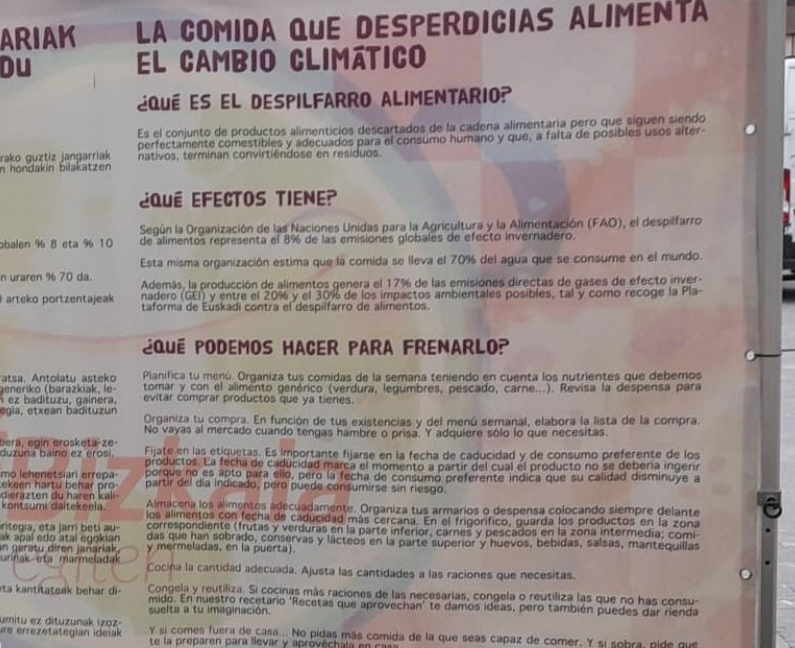 ARIAK
DU
rako guztiz jangarriak
n hondakin bilakatzen
obalen % 8 eta % 10
n uraren % 70 da.
arteko portzentajeak
atsa. Antolatu asteko
generiko (barazkiak, le-
n ez badituzu, gainera,
egia, etxean badituzun
bera, egin erosketa-ze-
duzuna baino ez erosi.
mo lehenetsiari errepa-
tekeen hartu behar pro-
dierazten du haren kali-
kontsumi daitekeela.
ritegia, eta jarri beti au-
ak apal edo atal egokian
an geratu diren janariak,
urinak eta marmeladak
eta kantitateak behar di-
umitu ez dituzunak izoz-
ure errezetategian ideiak
bizkaia
egiten
LA COMIDA QUE DESPERDICIAS ALIMENTA
EL CAMBIO CLIMÁTICO
¿QUÉ ES EL DESPILFARRO ALIMENTARIO?
Es el conjunto de productos alimenticios descartados de la cadena alimentaria pero que siguen siendo
perfectamente comestibles y adecuados para el consumo humano y que, a falta de posibles usos alter-
nativos, terminan convirtiéndose en residuos.
¿QUÉ EFECTOS TIENE?
Según la Organización de las Naciones Unidas para la Agricultura y la Alimentación (FAO), el despilfarro
de alimentos representa el 8% de las emisiones globales de efecto invernadero.
Esta misma organización estima que la comida se lleva el 70% del agua que se consume en el mundo.
Además, la producción de alimentos genera el 17% de las emisiones directas de gases de efecto inver-
nadero (GEI) y entre el 20% y el 30% de los impactos ambientales posibles, tal y como recoge la Pla-
taforma de Euskadi contra el despilfarro de alimentos.
¿QUÉ PODEMOS HACER PARA FRENARLO?
Planifica tu menú. Organiza tus comidas de la semana teniendo en cuenta los nutrientes que debemos
tomar y con el alimento genérico (verdura, legumbres, pescado, carne...). Revisa la despensa para
evitar comprar productos que ya tienes.
Organiza tu compra. En función de tus existencias y del menú semanal, elabora la lista de la compra.
No vayas al mercado cuando tengas hambre o prisa. Y adquiere sólo lo que necesitas.
Fíjate en las etiquetas. Es importante fijarse en la fecha de caducidad y de consumo preferente de los
productos. La fecha de caducidad marca el momento a partir del cual el producto no se debería ingerir
porque no es apto para ello, pero la fecha de consumo preferente indica que su calidad disminuye a
partir del día indicado, pero puede consumirse sin riesgo.
Almacena los alimentos adecuadamente. Organiza tus armarios o despensa colocando siempre delante
los alimentos con fecha de caducidad más cercana. En el frigorífico, guarda los productos en la zona
correspondiente (frutas y verduras en la parte inferior, carnes y pescados en la zona intermedia; comi-
das que han sobrado, conservas y lácteos en la parte superior y huevos, bebidas, salsas, mantequillas
y mermeladas, en la puerta).
Cocina la cantidad adecuada. Ajusta las cantidades a las raciones que necesitas.
Congela y reutiliza. Si cocinas más raciones de las necesarias, congela o reutiliza las que no has consu-
mido. En nuestro recetario 'Recetas que aprovechan' te damos ideas, pero también puedes dar rienda
suelta a tu imaginación.
Y si comes fuera de casa... No pidas más comida de la que seas capaz de comer. Y si sobra, pide que
te la preparen para llevar y aprovéchala en casa.